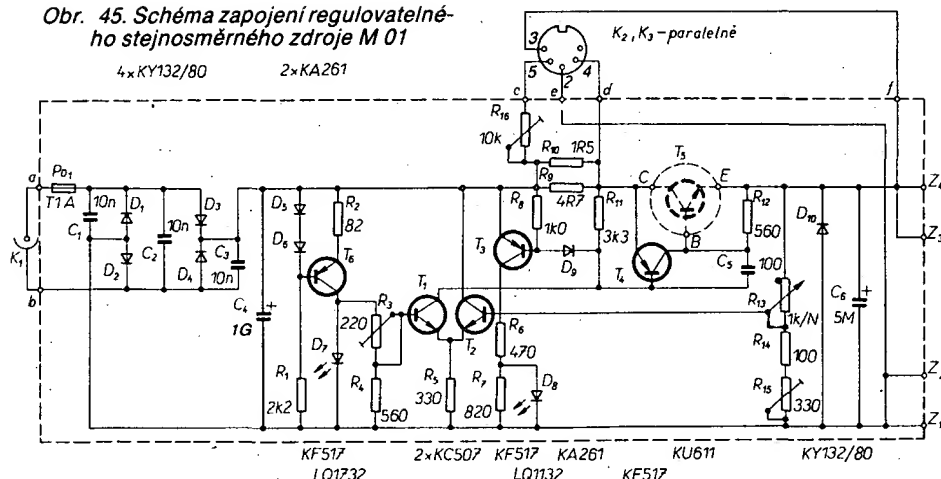 Obr. 45. Schéma zapojení regulovatelné-
ho stejnosměrného zdroje M 01
4×KY132/80 2×KA261
K2, K3-paralelně
3 5 2 4
c e d f
R16 10k
R10 1R5
T5
a Po1 T1A
10n D1 D3
R9 4R7
C E Z4
D5 R2 82
R8 1k0
R11 3k3
R12 560
D10
K1 C1 10n C2 D2 D4 C3 10n
D6 T6 T3 D9 B
Z3
T4 C5 100
b
C4 1G
R3 220 T1 T2
R13 1k/N
C6 5M
D7 R6 470
R14 100
R1 2k2
R4 560
R5 330
R7 820
D8
R15 330
Z2
Z1
KF517 2×KC507 KF517 KA261 KU611 KY132/80
LQ1732 LQ1132 KF517